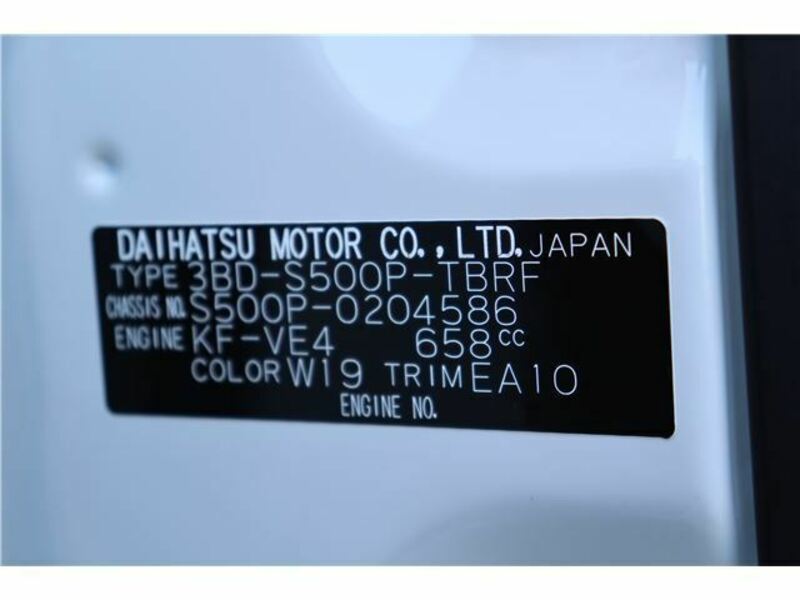 DAIHATSU MOTOR CO., LTD. JAPAN
TYPE 3BD-S500P-TBRF
CHASSIS NO. S500P-0204586
ENGINE KF-VE4 658cc
COLOR W19 TRIM EA10
ENGINE NO.